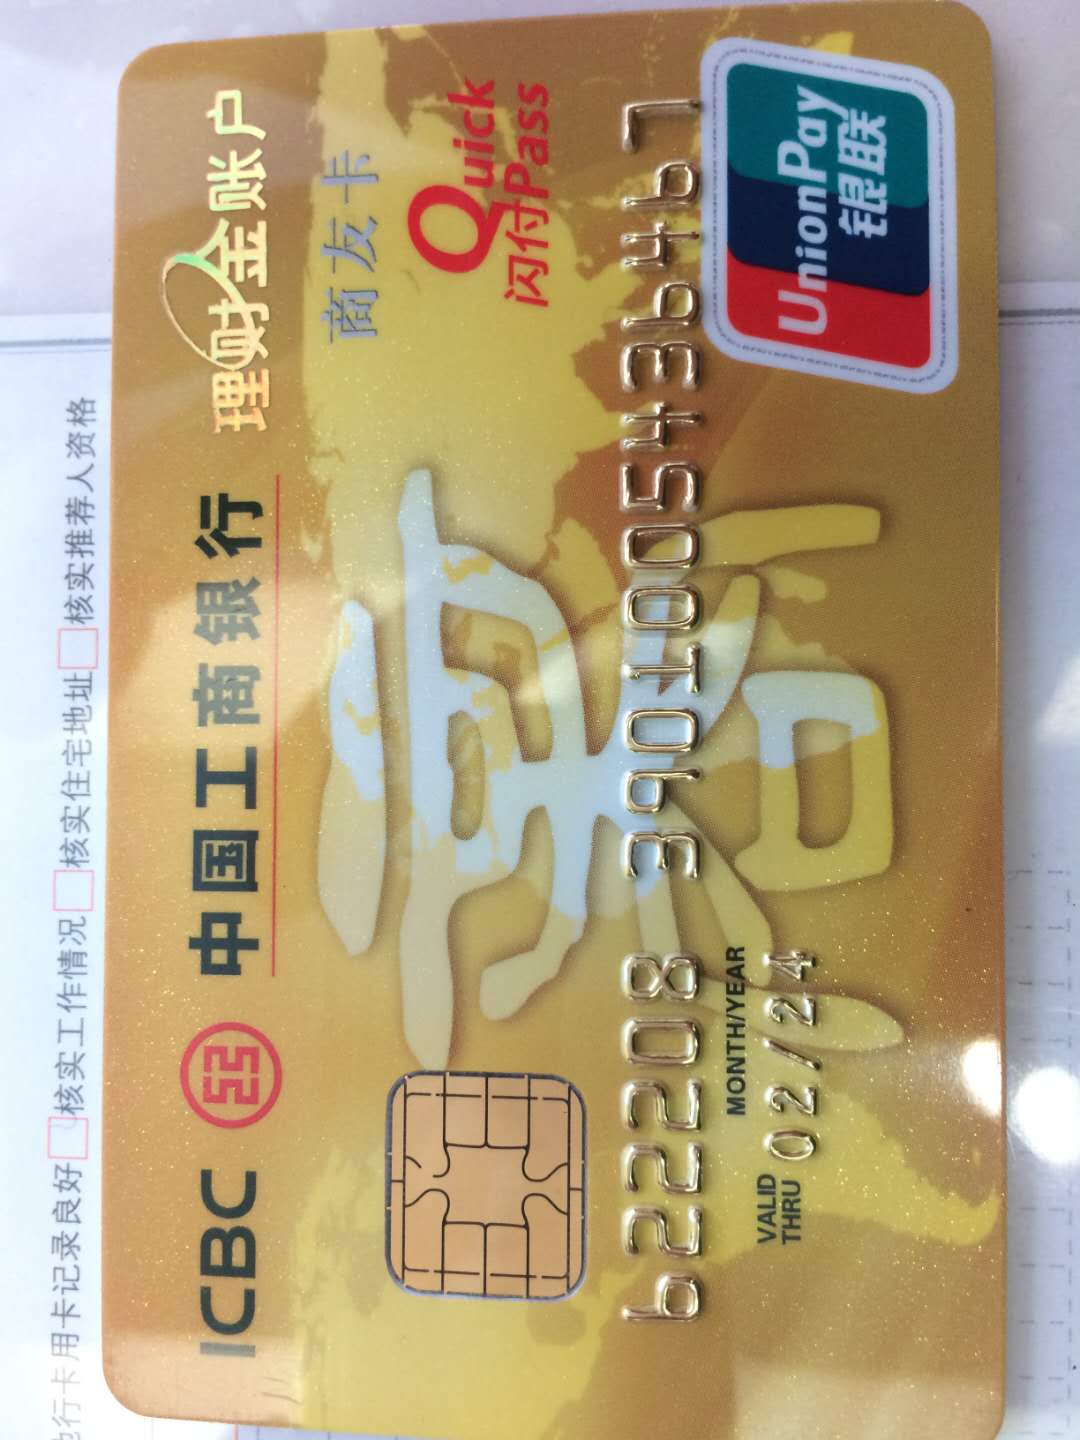 他行卡用卡记录良好 核实工作情况 核实住宅地址 核实推荐人资格
ICBC 中国工商银行 理财金账户
商友卡
Quick
闪付Pass
622208 3901005436467
MONTH/YEAR
VALID
THRU 02/24
UnionPay
银联